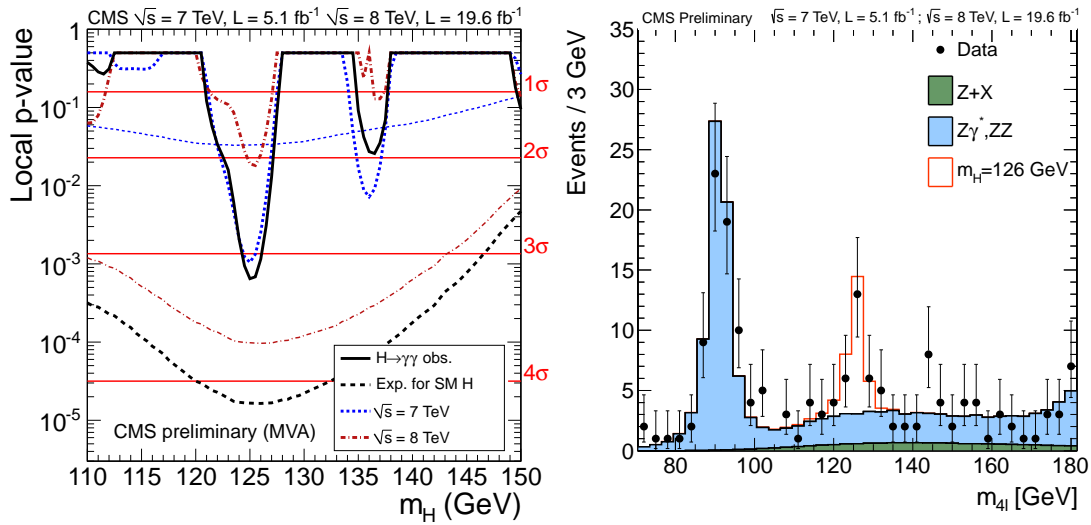 CMS √s = 7 TeV, L = 5.1 fb⁻¹ √s = 8 TeV, L = 19.6 fb⁻¹
Local p-value
1
10⁻¹
10⁻²
10⁻³
10⁻⁴
10⁻⁵
1σ
2σ
3σ
4σ
H→γγ obs.
Exp. for SM H
√s = 7 TeV
√s = 8 TeV
CMS preliminary (MVA)
110 115 120 125 130 135 140 145 150
m_H (GeV)
CMS Preliminary √s = 7 TeV, L = 5.1 fb⁻¹ ; √s = 8 TeV, L = 19.6 fb⁻¹
Events / 3 GeV
35
30
25
20
15
10
5
0
Data
Z+X
Zγ*,ZZ
m_H=126 GeV
80 100 120 140 160 180
m_4l [GeV]